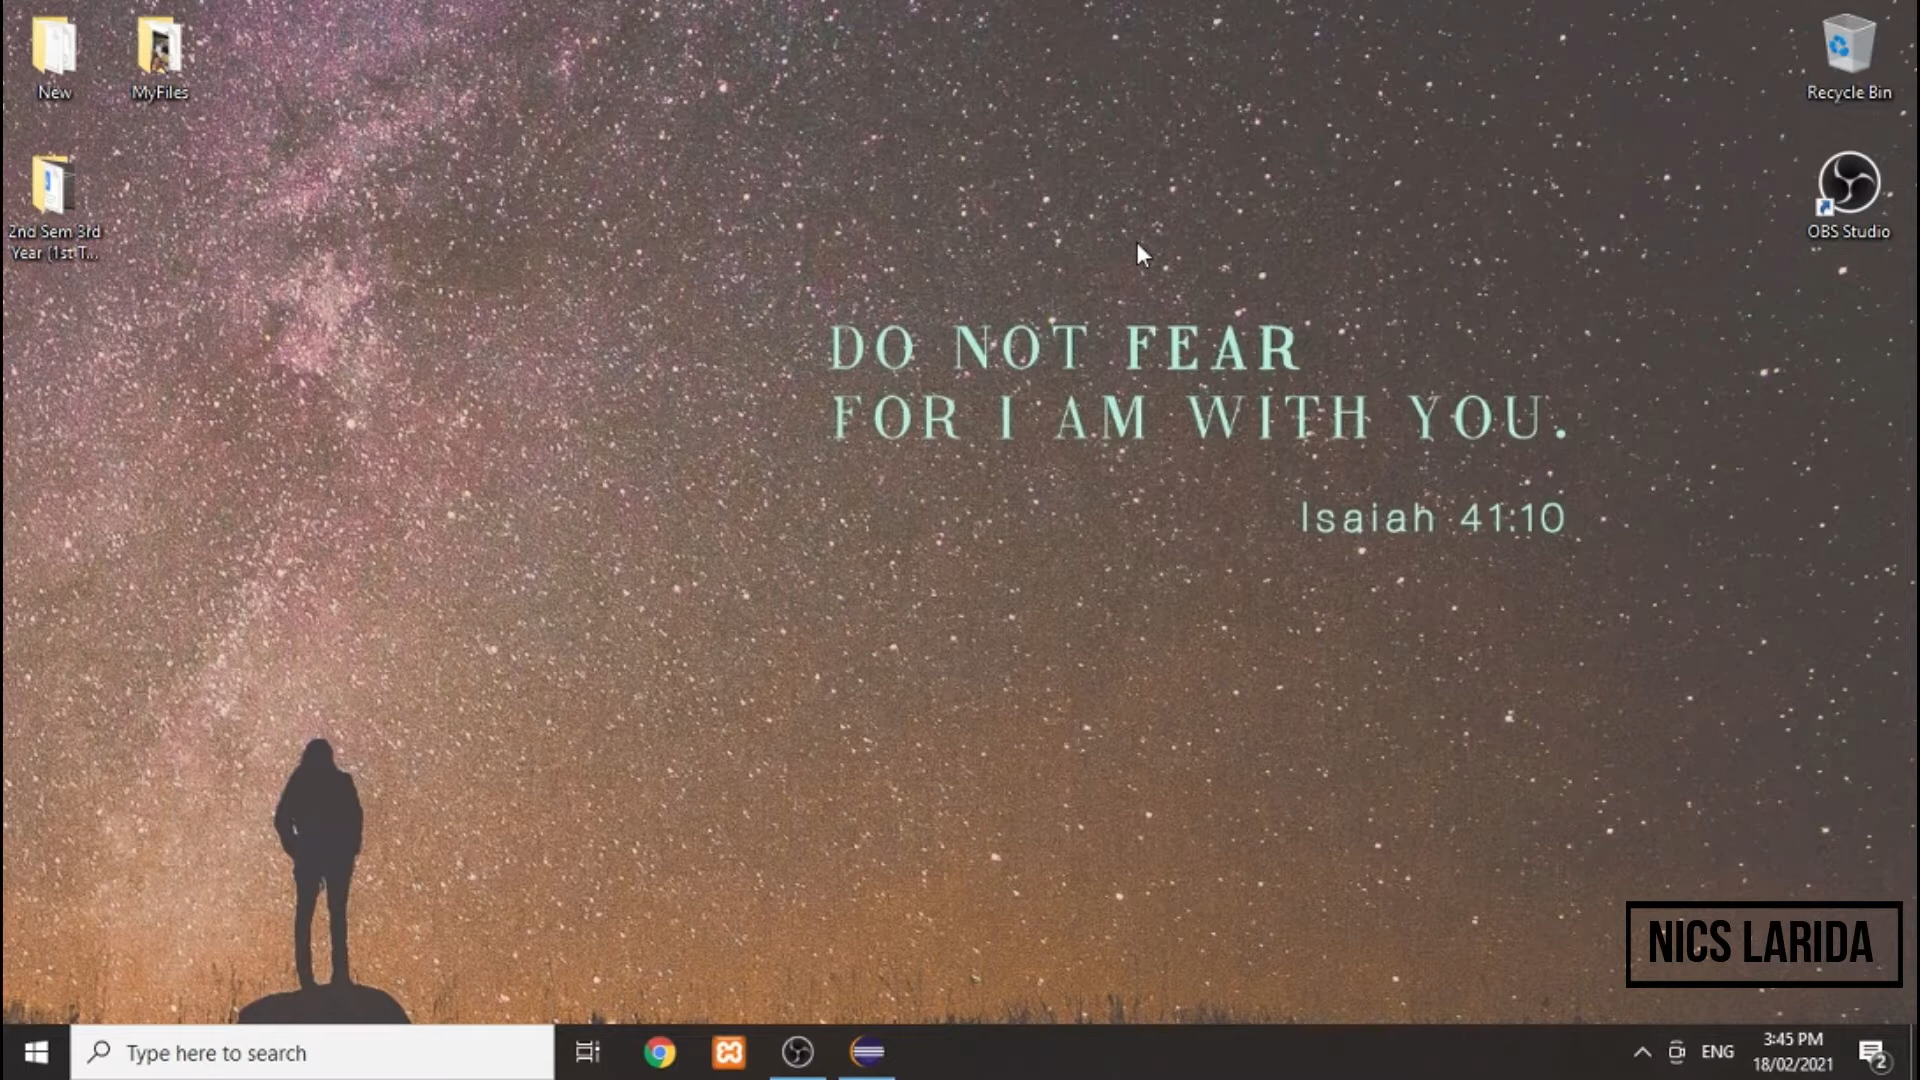 New
MyFiles
Recycle Bin
2nd Sem 3rd
Year (1st T...
OBS Studio
DO NOT FEAR
FOR I AM WITH YOU.
Isaiah 41:10
NICS LARIDA
Type here to search
ENG
3:45 PM
18/02/2021
2